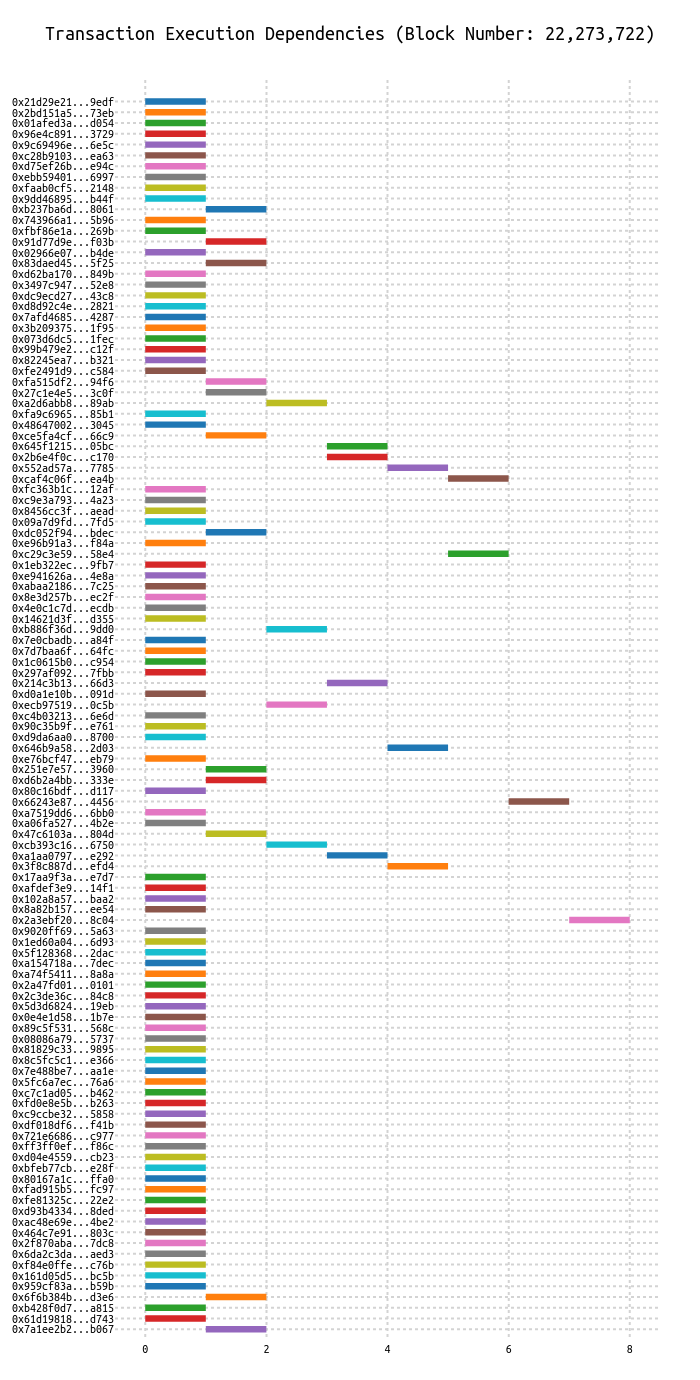 Transaction Execution Dependencies (Block Number: 22,273,722)
0x21d29e21...9edf
0x2bd151a5...73eb
0x01afed3a...d054
0x96e4c891...3729
0x9c69496e...6e5c
0xc28b9103...ea63
0xd75ef26b...e94c
0xebb59401...6997
0xfaab0cf5...2148
0x9dd46895...b44f
0xb237ba6d...8061
0x743966a1...5b96
0xfbf86e1a...269b
0x91d77d9e...f03b
0x02966e07...b4de
0x83daed45...5f25
0xd62ba170...849b
0x3497c947...52e8
0xdc9ecd27...43c8
0xd8d92c4e...2821
0x7afd4685...4287
0x3b209375...1f95
0x073d6dc5...1fec
0x99b479e2...c12f
0x82245ea7...b321
0xfe2491d9...c584
0xfa515df2...94f6
0x27c1e4e5...3c0f
0xa2d6abb8...89ab
0xfa9c6965...85b1
0x48647002...3045
0xce5fa4cf...66c9
0x645f1215...05bc
0x2b6e4f0c...c170
0x552ad57a...7785
0xcaf4c06f...ea4b
0xfc363b1c...12af
0xc9e3a793...4a23
0x8456cc3f...aead
0x09a7d9fd...7fd5
0xdc052f94...bdec
0xe96b91a3...f84a
0xc29c3e59...58e4
0x1eb322ec...9fb7
0xe941626a...4e8a
0xabaa2186...7c25
0x8e3d257b...ec2f
0x4e0c1c7d...ecdb
0x14621d3f...d355
0xb886f36d...9dd0
0x7e0cbadb...a84f
0x7d7baa6f...64fc
0x1c0615b0...c954
0x297af092...7fbb
0x214c3b13...66d3
0xd0a1e10b...091d
0xecb97519...0c5b
0xc4b03213...6e6d
0x90c35b9f...e761
0xd9da6aa0...8700
0x646b9a58...2d03
0xe76bcf47...eb79
0x251e7e57...3960
0xd6b2a4bb...333e
0x80c16bdf...d117
0x66243e87...4456
0xa7519dd6...6bb0
0xa06fa527...4b2e
0x47c6103a...804d
0xcb393c16...6750
0xa1aa0797...e292
0x3f8c887d...efd4
0x17aa9f3a...e7d7
0xafdef3e9...14f1
0x102a8a57...baa2
0x8a82b157...ee54
0x2a3ebf20...8c04
0x9020ff69...5a63
0x1ed60a04...6d93
0x5f128368...2dac
0xa154718a...7dec
0xa74f5411...8a8a
0x2a47fd01...0101
0x2c3de36c...84c8
0x5d3d6824...19eb
0x0e4e1d58...1b7e
0x89c5f531...568c
0x08086a79...5737
0x81829c33...9895
0x8c5fc5c1...e366
0x7e488be7...aa1e
0x5fc6a7ec...76a6
0xc7c1ad05...b462
0xfd0e8e5b...b263
0xc9ccbe32...5858
0xdf018df6...f41b
0x721e6686...c977
0xff3ff0ef...f86c
0xd04e4559...cb23
0xbfeb77cb...e28f
0x80167a1c...ffa0
0xfad915b5...fc97
0xfe81325c...22e2
0xd93b4334...8ded
0xac48e69e...4be2
0x464c7e91...803c
0x2f870aba...7dc8
0x6da2c3da...aed3
0xf84e0ffe...c76b
0x161d05d5...bc5b
0x959cf83a...b59b
0x6f6b384b...d3e6
0xb428f0d7...a815
0x61d19818...d743
0x7a1ee2b2...b067
0 2 4 6 8